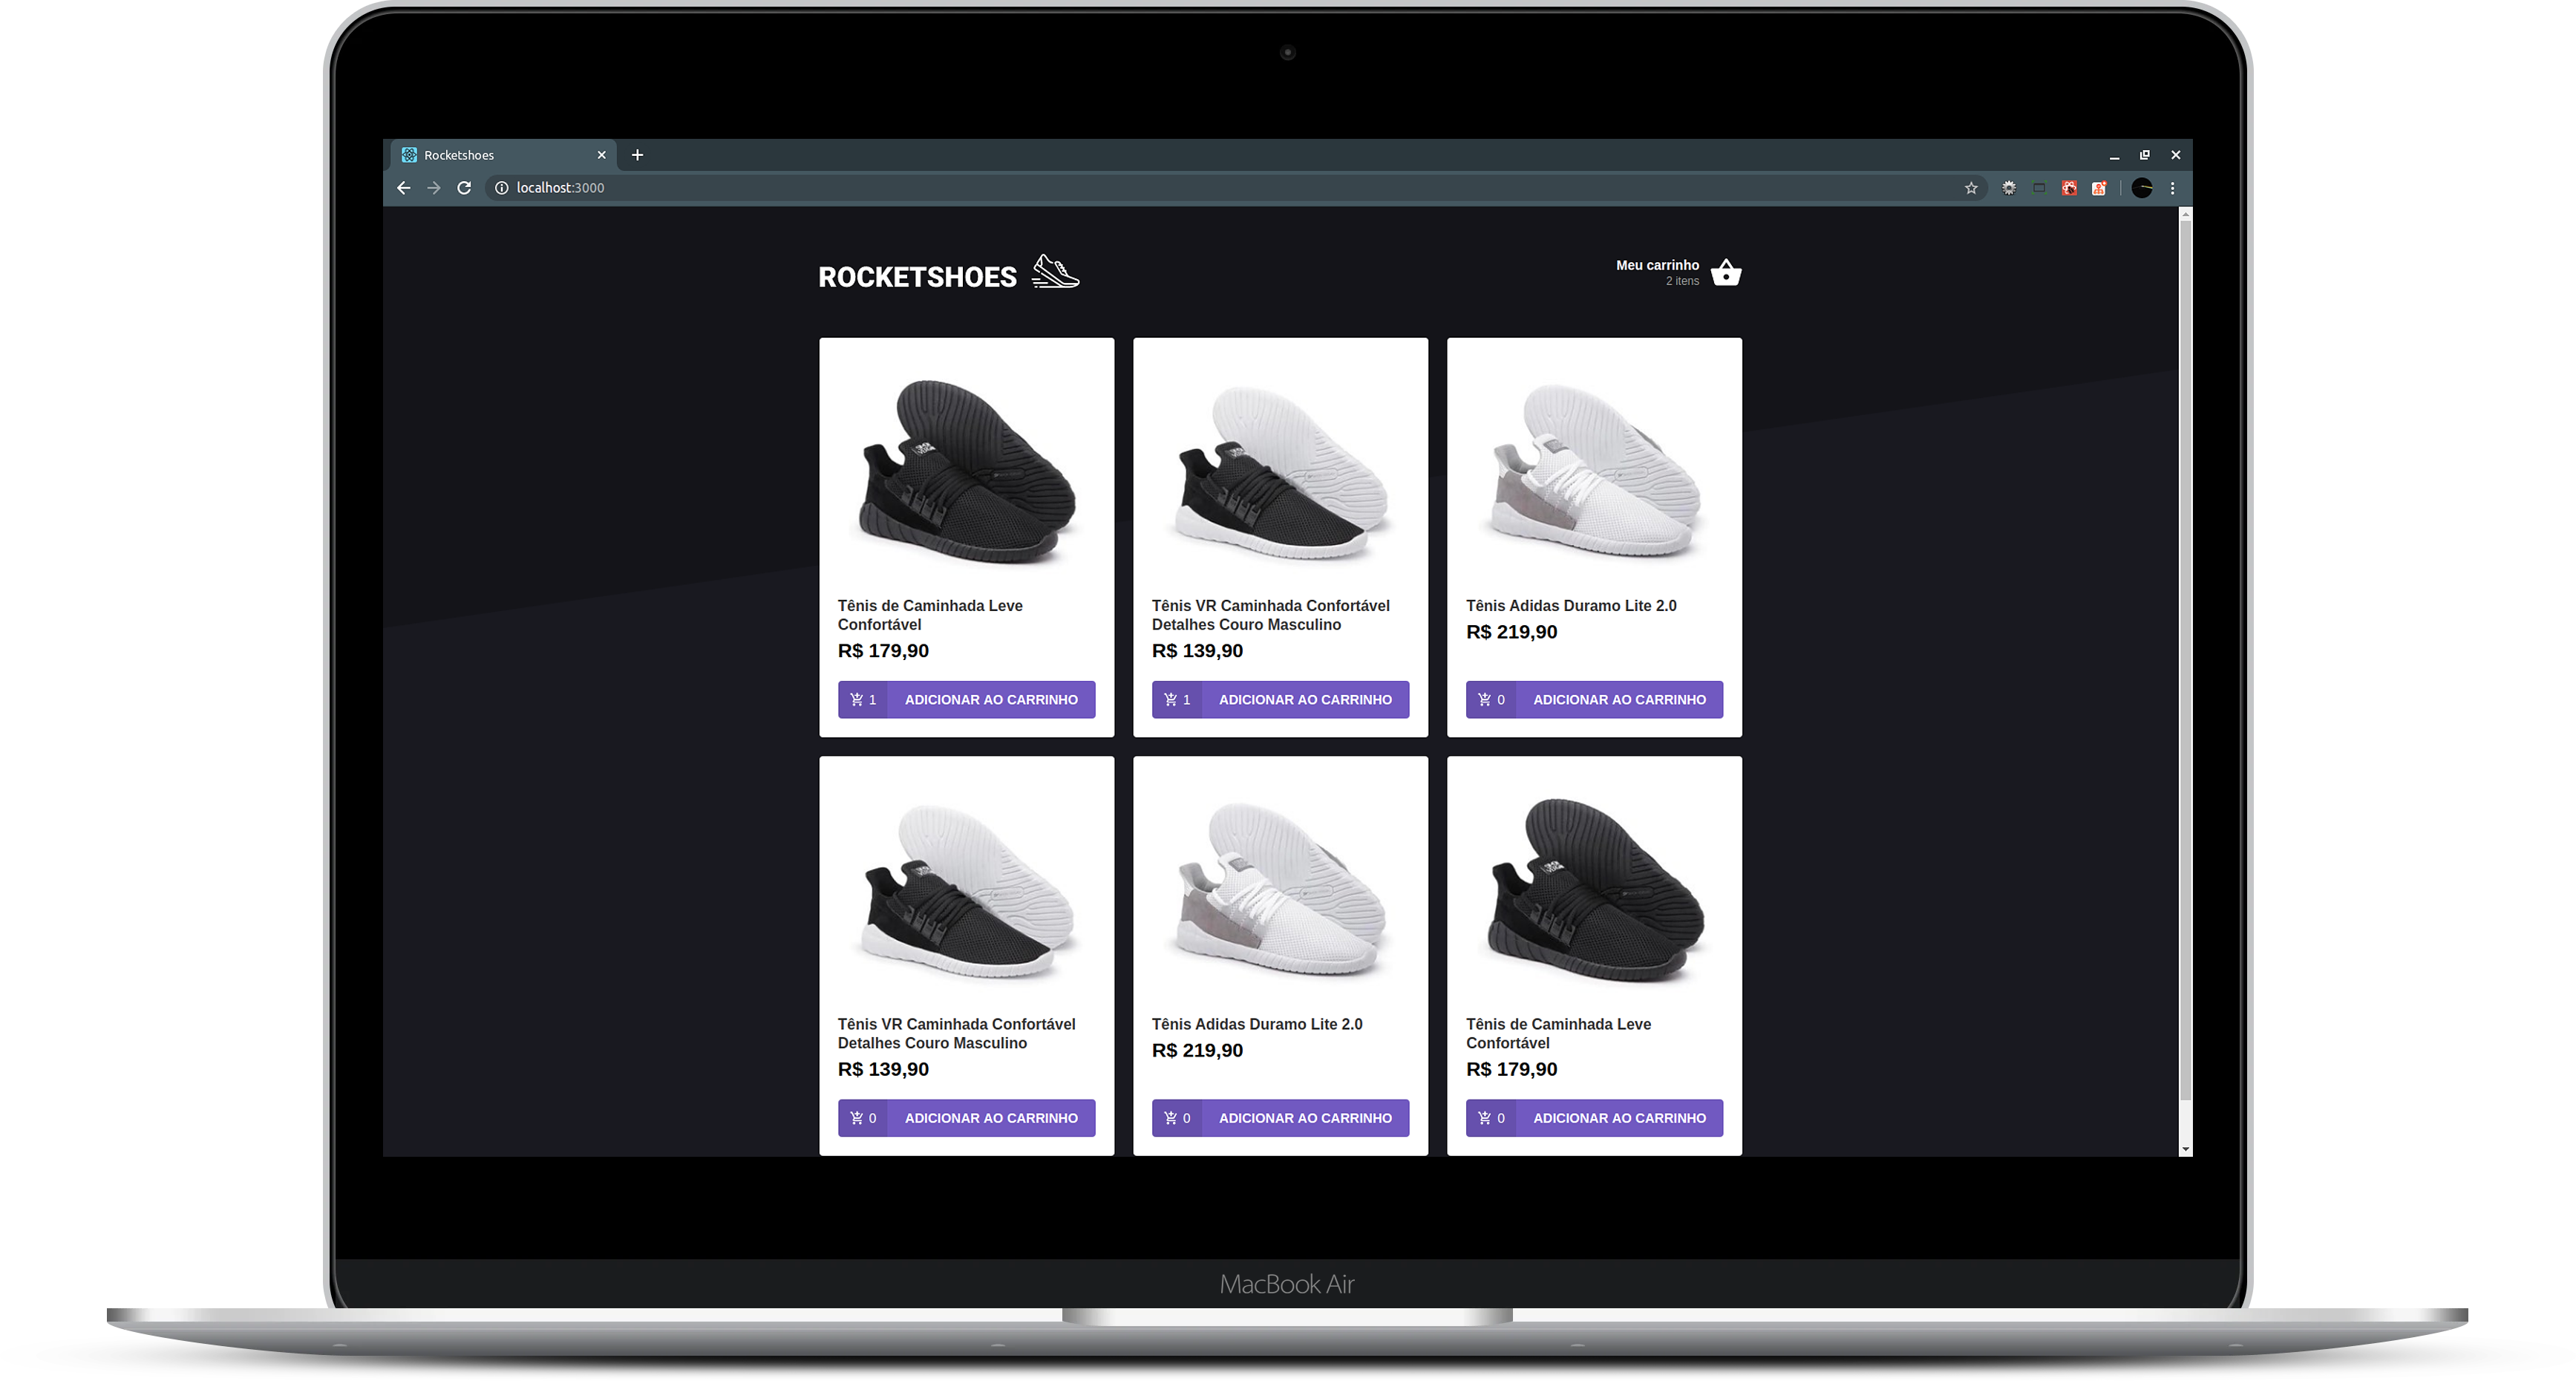 Rocketshoes
localhost:3000
ROCKETSHOES
Meu carrinho
2 itens
Tênis de Caminhada Leve
Confortável
R$ 179,90
1 ADICIONAR AO CARRINHO
Tênis VR Caminhada Confortável
Detalhes Couro Masculino
R$ 139,90
1 ADICIONAR AO CARRINHO
Tênis Adidas Duramo Lite 2.0
R$ 219,90
0 ADICIONAR AO CARRINHO
Tênis VR Caminhada Confortável
Detalhes Couro Masculino
R$ 139,90
0 ADICIONAR AO CARRINHO
Tênis Adidas Duramo Lite 2.0
R$ 219,90
0 ADICIONAR AO CARRINHO
Tênis de Caminhada Leve
Confortável
R$ 179,90
0 ADICIONAR AO CARRINHO
MacBook Air